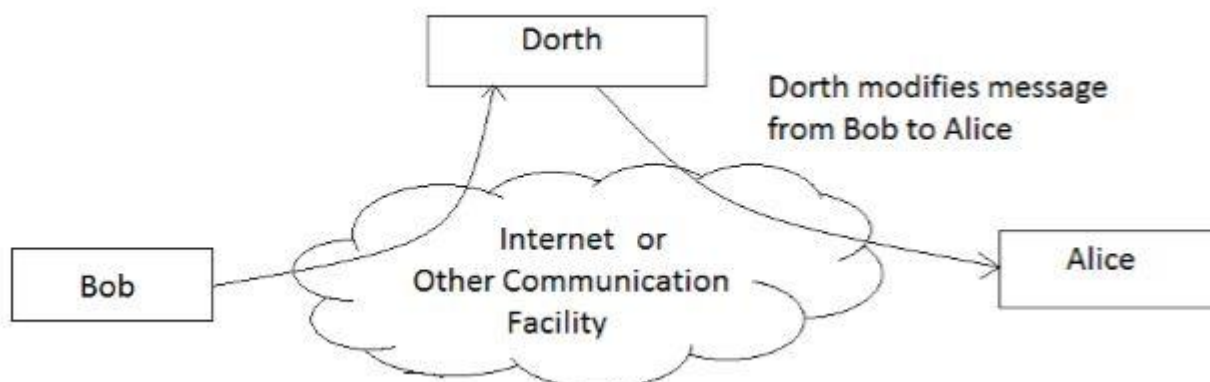 Dorth
Dorth modifies message
from Bob to Alice
Internet or
Other Communication
Facility
Bob
Alice